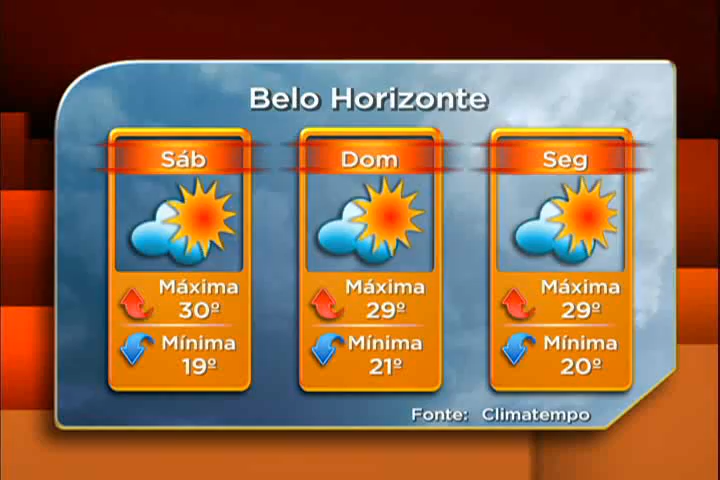 Belo Horizonte
Sáb
Máxima
30º
Mínima
19º
Dom
Máxima
29º
Mínima
21º
Seg
Máxima
29º
Mínima
20º
Fonte: Climatempo